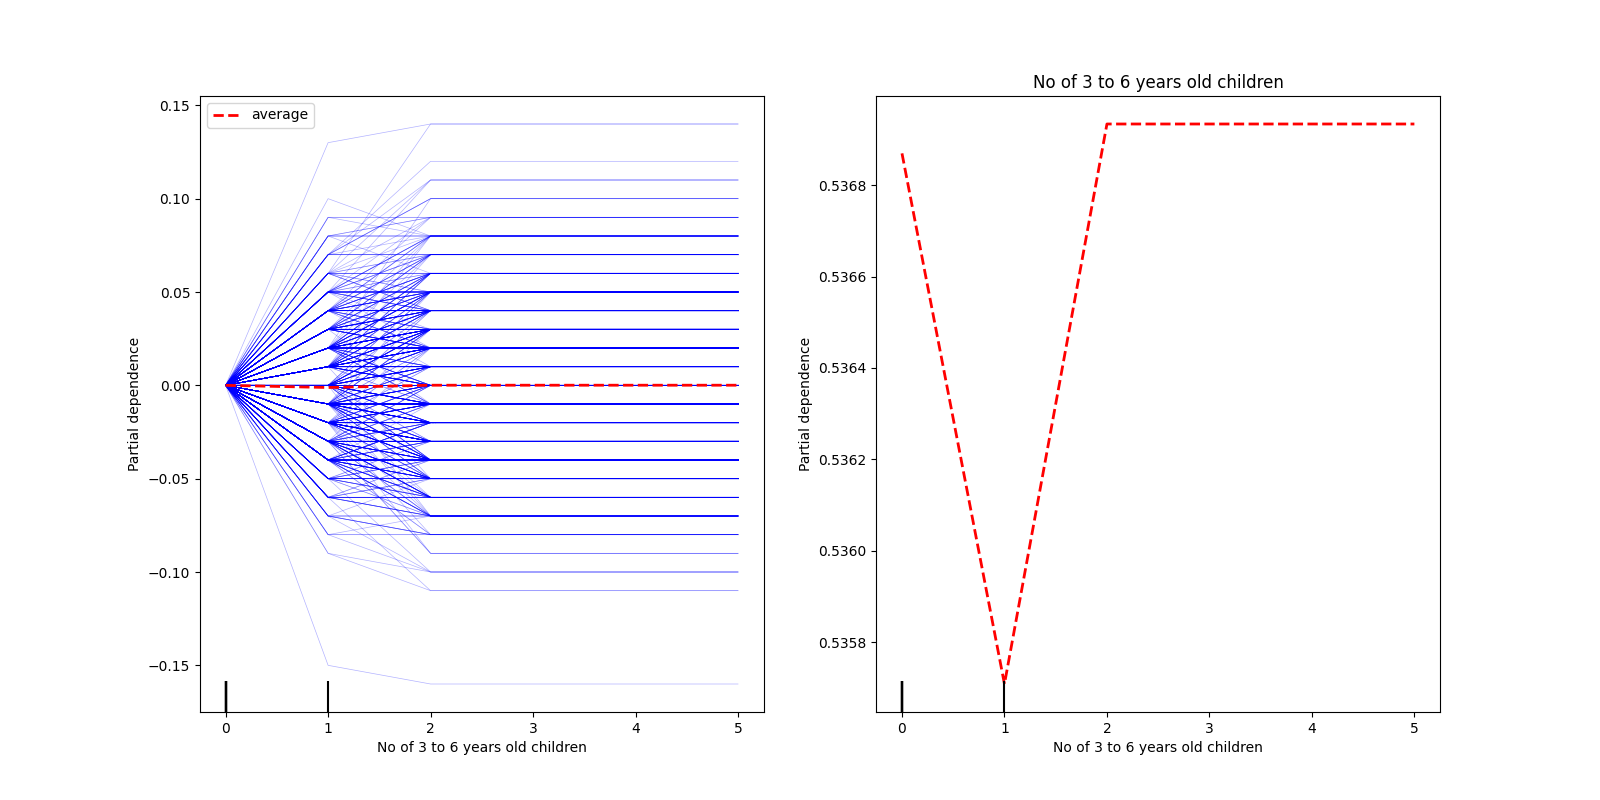 average
0.15
0.10
0.05
0.00
−0.05
−0.10
−0.15
Partial dependence
0 1 2 3 4 5
No of 3 to 6 years old children
No of 3 to 6 years old children
0.5368
0.5366
0.5364
0.5362
0.5360
0.5358
Partial dependence
0 1 2 3 4 5
No of 3 to 6 years old children